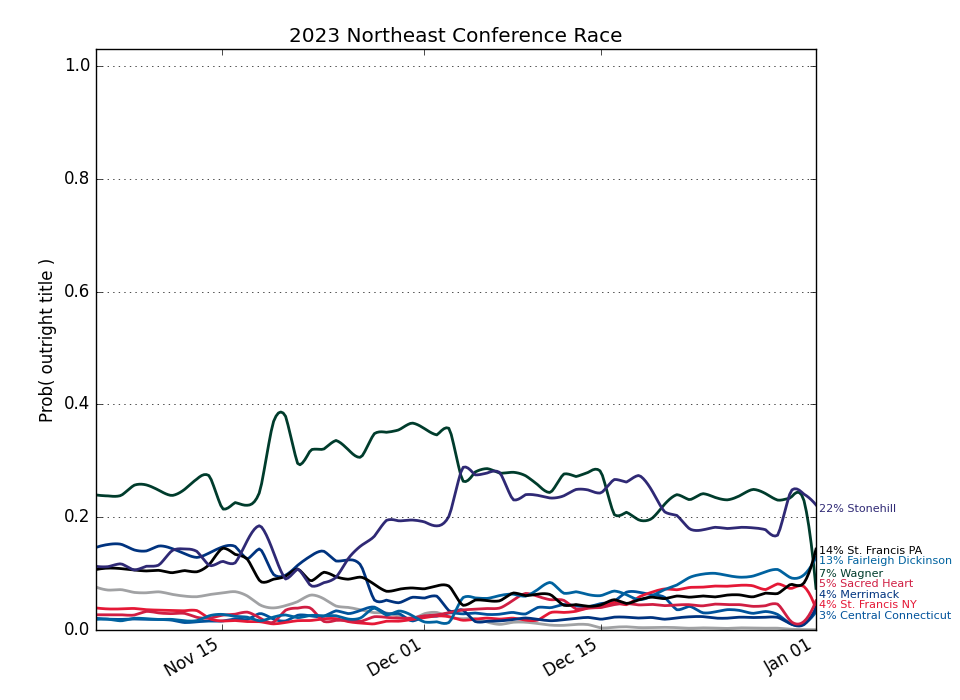 2023 Northeast Conference Race
Prob( outright title )
1.0
0.8
0.6
0.4
0.2
0.0
22% Stonehill
14% St. Francis PA
13% Fairleigh Dickinson
7% Wagner
5% Sacred Heart
4% Merrimack
4% St. Francis NY
3% Central Connecticut
Nov 15
Dec 01
Dec 15
Jan 01